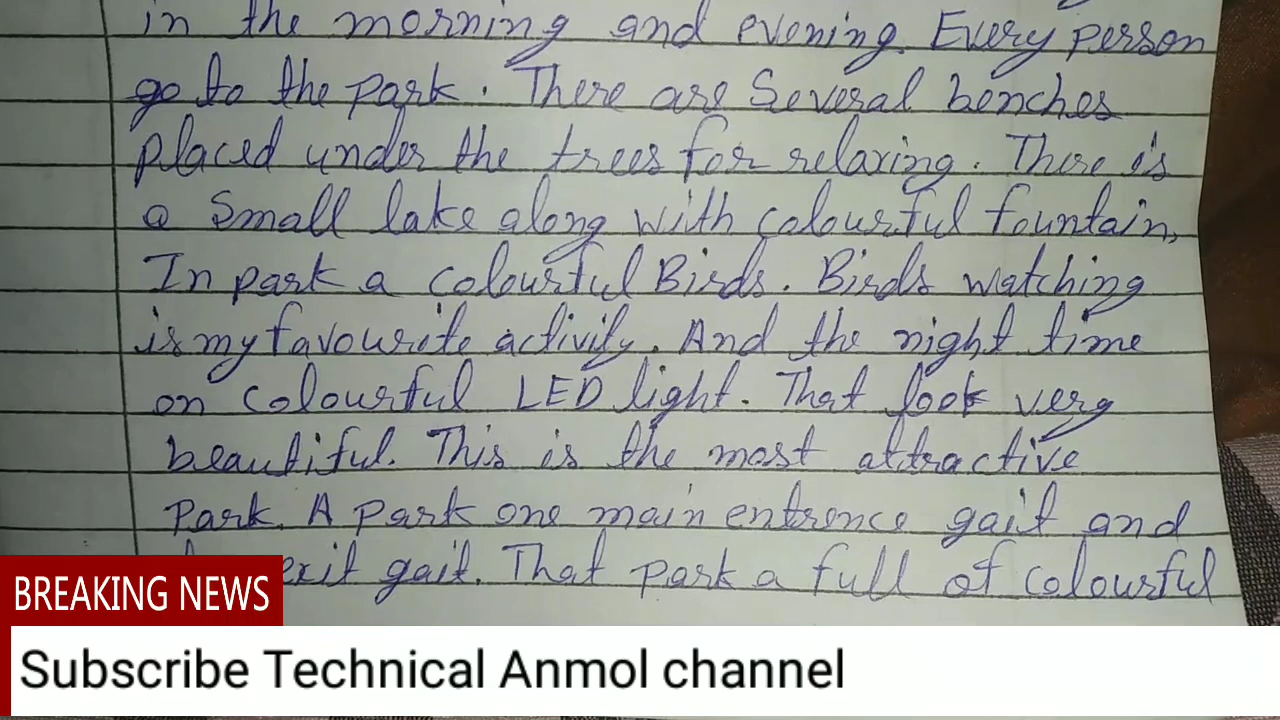 in the morning and evening. Every person
go to the park. There are Several benches
placed under the trees for relaxing. There is
a Small lake along with colourful fountain,
In park a colourful Birds. Birds watching
is my favourite activity. And the night time
on colourful LED light. That look very
beautiful. This is the most attractive
Park. A park one main entrence gait and
exit gait. That park a full of colourful
BREAKING NEWS
Subscribe Technical Anmol channel